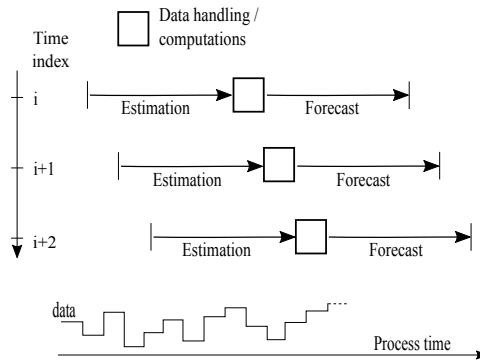 Data handling /
computations
Time
index
i
Estimation
Forecast
i+1
Estimation
Forecast
i+2
Estimation
Forecast
data
Process time